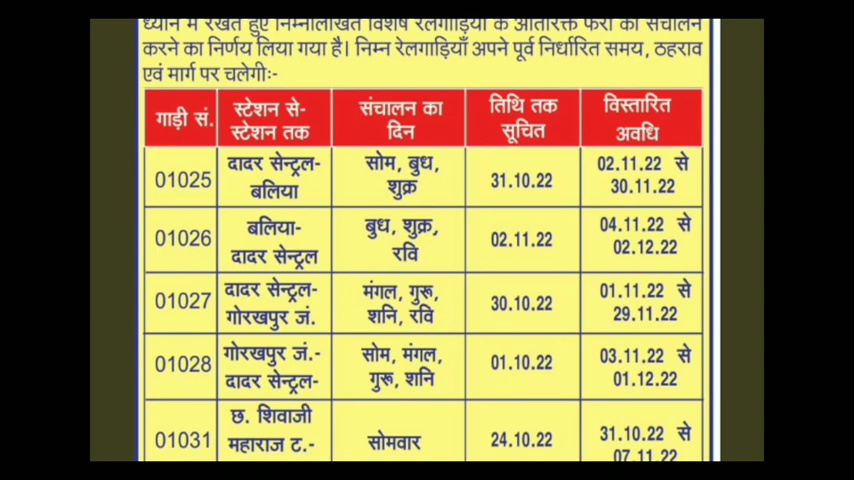 ध्यान में रखते हुए निम्नलिखित विशेष रेलगाड़ियों के अतिरिक्त फेरों का संचालन
करने का निर्णय लिया गया है। निम्न रेलगाड़ियाँ अपने पूर्व निर्धारित समय, ठहराव
एवं मार्ग पर चलेगी:-
गाड़ी सं. स्टेशन से- स्टेशन तक संचालन का दिन तिथि तक सूचित विस्तारित अवधि
01025 दादर सेन्ट्रल- बलिया सोम, बुध, शुक्र 31.10.22 02.11.22 से 30.11.22
01026 बलिया- दादर सेन्ट्रल बुध, शुक्र, रवि 02.11.22 04.11.22 से 02.12.22
01027 दादर सेन्ट्रल- गोरखपुर जं. मंगल, गुरू, शनि, रवि 30.10.22 01.11.22 से 29.11.22
01028 गोरखपुर जं.- दादर सेन्ट्रल- सोम, मंगल, गुरू, शनि 01.10.22 03.11.22 से 01.12.22
01031 छ. शिवाजी महाराज ट.- सोमवार 24.10.22 31.10.22 से 07.11.22